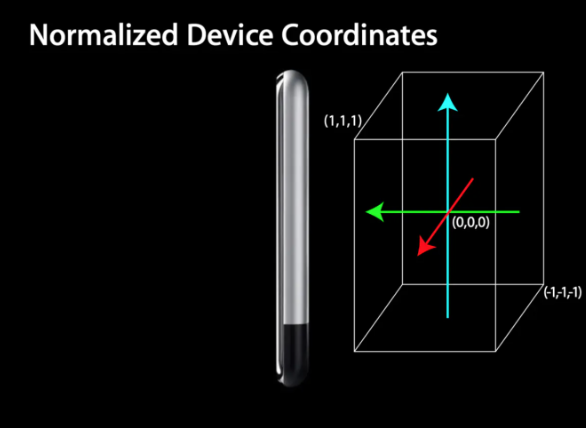 Normalized Device Coordinates
(1,1,1)
(0,0,0)
(-1,-1,-1)